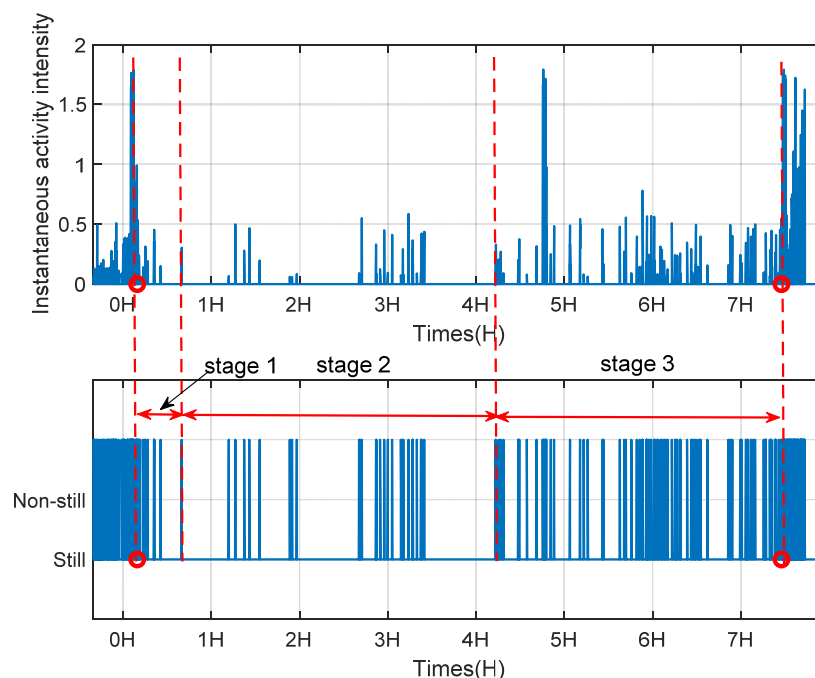 Instantaneous activity intensity
2
1.5
1
0.5
0
0H 1H 2H 3H 4H 5H 6H 7H
Times(H)
stage 1 stage 2 stage 3
Non-still
Still
0H 1H 2H 3H 4H 5H 6H 7H
Times(H)